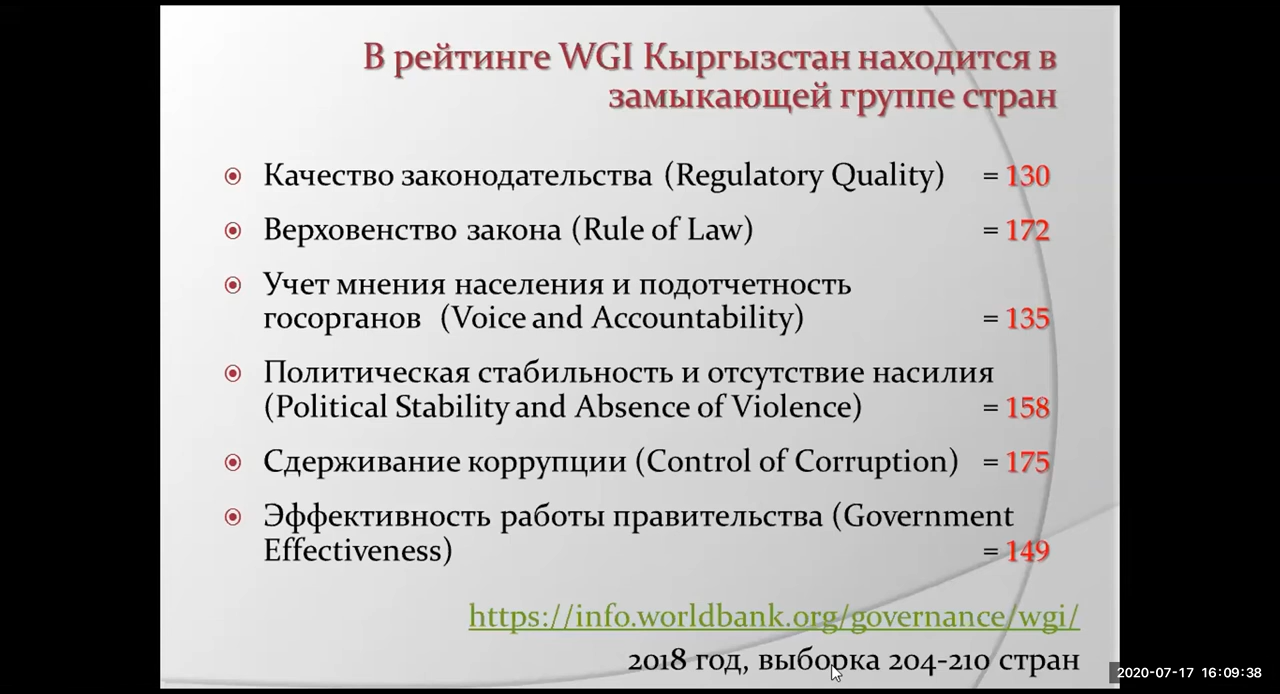 В рейтинге WGI Кыргызстан находится в
замыкающей группе стран
Качество законодательства (Regulatory Quality) = 130
Верховенство закона (Rule of Law) = 172
Учет мнения населения и подотчетность
госорганов (Voice and Accountability) = 135
Политическая стабильность и отсутствие насилия
(Political Stability and Absence of Violence) = 158
Сдерживание коррупции (Control of Corruption) = 175
Эффективность работы правительства (Government
Effectiveness) = 149
https://info.worldbank.org/governance/wgi/
2018 год, выборка 204-210 стран
2020-07-17 16:09:38